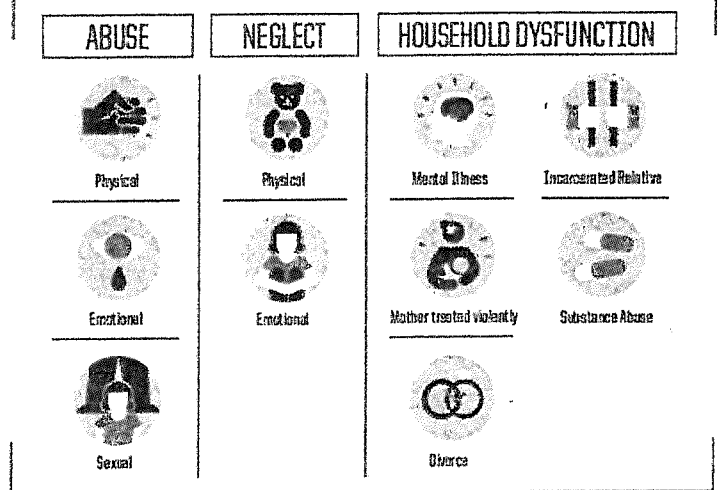 ABUSE
NEGLECT
HOUSEHOLD DYSFUNCTION
Physical
Physical
Mental Illness
Incarcerated Relative
Emotional
Emotional
Mother treated violently
Substance Abuse
Sexual
Divorce